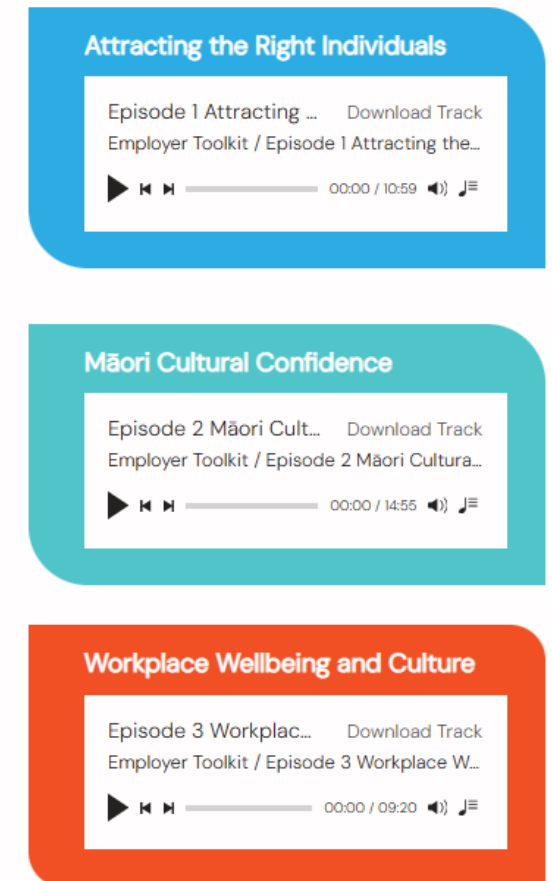 Attracting the Right Individuals
Episode 1 Attracting ... Download Track
Employer Toolkit / Episode 1 Attracting the...
00:00 / 10:59
Māori Cultural Confidence
Episode 2 Māori Cult... Download Track
Employer Toolkit / Episode 2 Māori Cultura...
00:00 / 14:55
Workplace Wellbeing and Culture
Episode 3 Workplac... Download Track
Employer Toolkit / Episode 3 Workplace W...
00:00 / 09:20